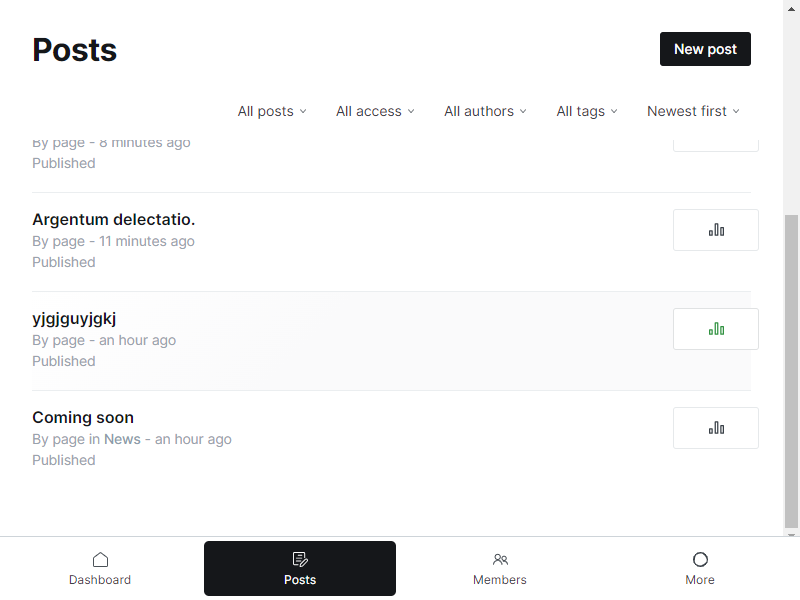 Posts
New post
All posts
All access
All authors
All tags
Newest first
By page - 8 minutes ago
Published
Argentum delectatio.
By page - 11 minutes ago
Published
yjgjguyjgkj
By page - an hour ago
Published
Coming soon
By page in News - an hour ago
Published
Dashboard
Posts
Members
More